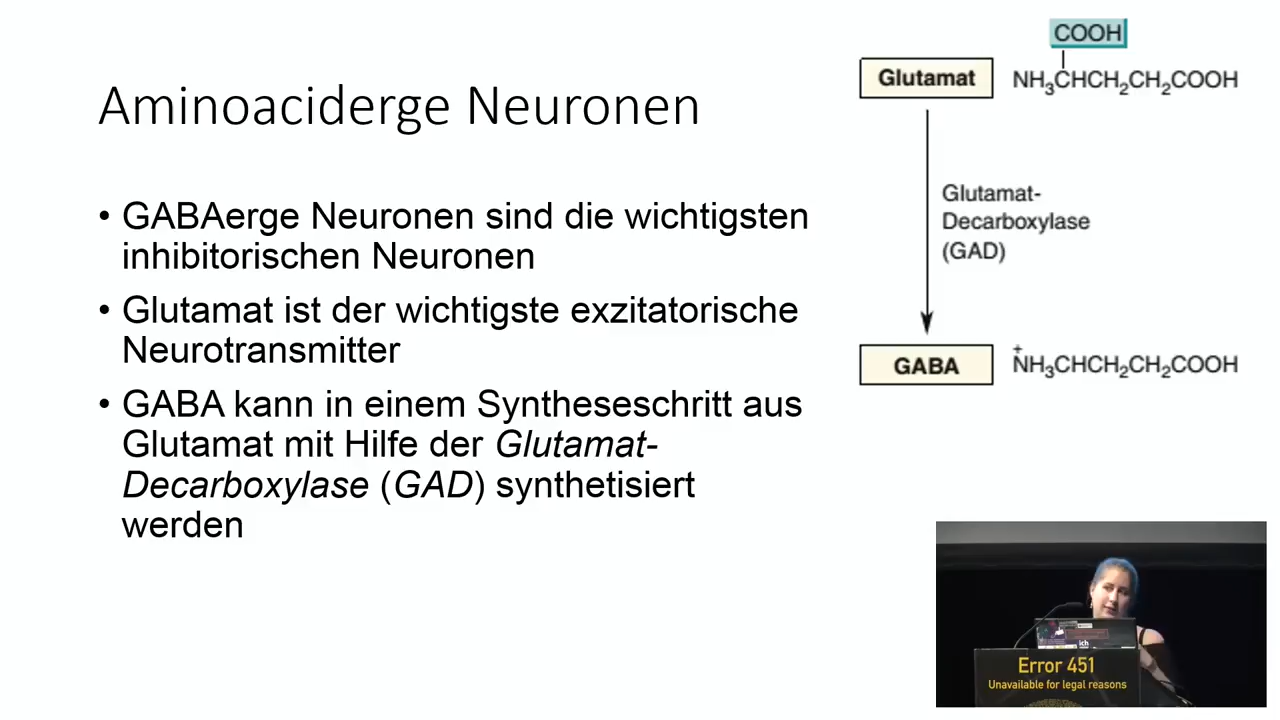 Aminoaciderge Neuronen
• GABAerge Neuronen sind die wichtigsten
inhibitorischen Neuronen
• Glutamat ist der wichtigste exzitatorische
Neurotransmitter
• GABA kann in einem Syntheseschritt aus
Glutamat mit Hilfe der Glutamat-
Decarboxylase (GAD) synthetisiert
werden
COOH
Glutamat NH₃CHCH₂CH₂COOH
Glutamat-
Decarboxylase
(GAD)
+
GABA NH₃CHCH₂CH₂COOH
ich
Error 451
Unavailable for legal reasons